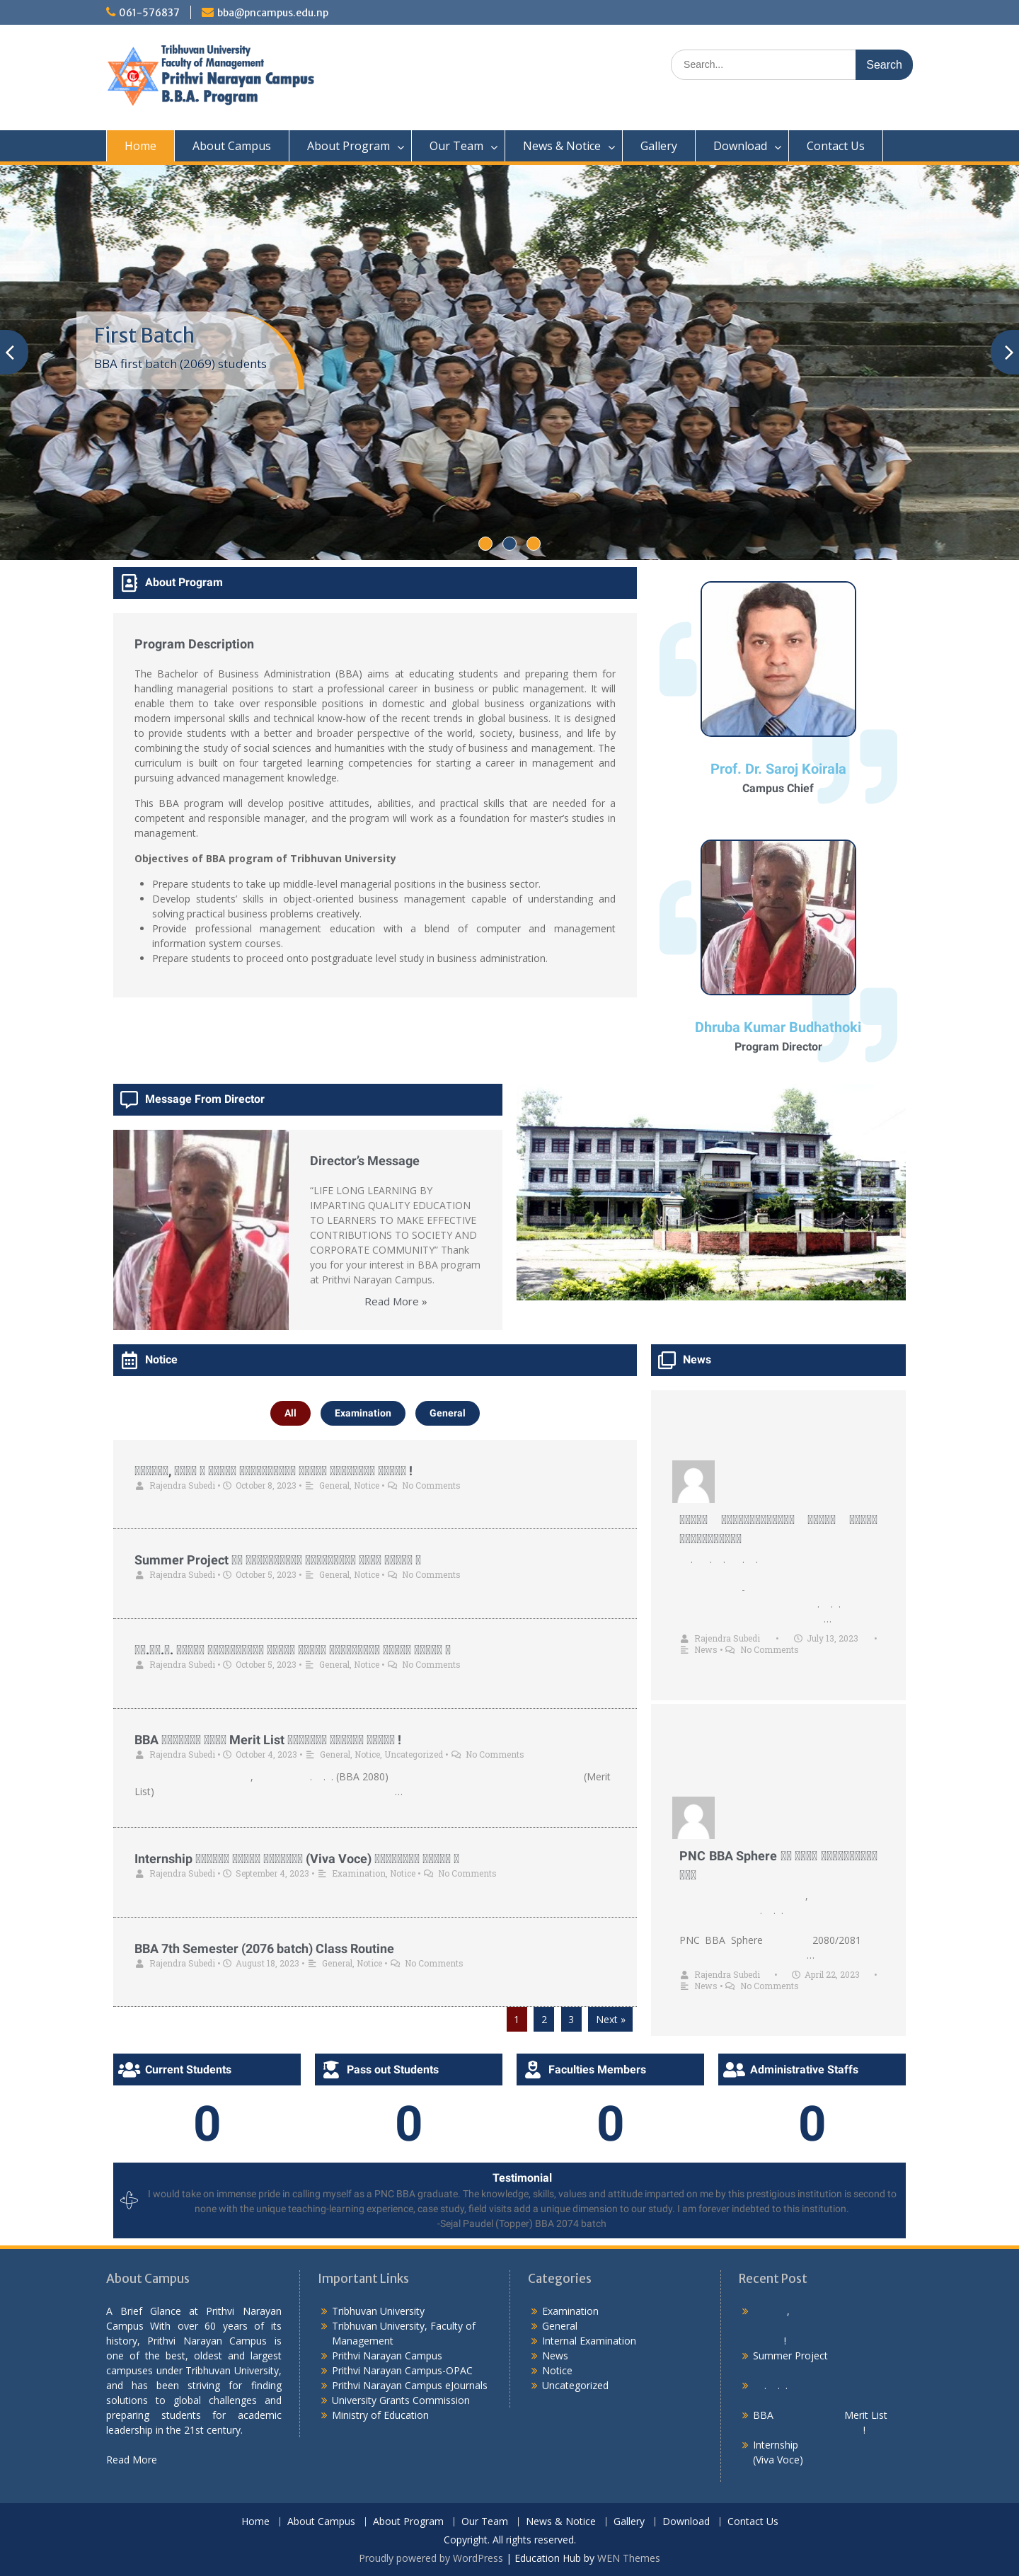 061-576837
bba@pncampus.edu.np
Tribhuvan University
Faculty of Management
Prithvi Narayan Campus
B.B.A. Program
Search...
Search
Home
About Campus
About Program
Our Team
News & Notice
Gallery
Download
Contact Us
First Batch
BBA first batch (2069) students
About Program
Program Description
The Bachelor of Business Administration (BBA) aims at educating students and preparing them for
handling managerial positions to start a professional career in business or public management. It will
enable them to take over responsible positions in domestic and global business organizations with
modern impersonal skills and technical know-how of the recent trends in global business. It is designed
to provide students with a better and broader perspective of the world, society, business, and life by
combining the study of social sciences and humanities with the study of business and management. The
curriculum is built on four targeted learning competencies for starting a career in management and
pursuing advanced management knowledge.
This BBA program will develop positive attitudes, abilities, and practical skills that are needed for a
competent and responsible manager, and the program will work as a foundation for master's studies in
management.
Objectives of BBA program of Tribhuvan University
Prepare students to take up middle-level managerial positions in the business sector.
Develop students' skills in object-oriented business management capable of understanding and
solving practical business problems creatively.
Provide professional management education with a blend of computer and management
information system courses.
Prepare students to proceed onto postgraduate level study in business administration.
Prof. Dr. Saroj Koirala
Campus Chief
Dhruba Kumar Budhathoki
Program Director
Message From Director
Director's Message
“LIFE LONG LEARNING BY
IMPARTING QUALITY EDUCATION
TO LEARNERS TO MAKE EFFECTIVE
CONTRIBUTIONS TO SOCIETY AND
CORPORATE COMMUNITY” Thank
you for your interest in BBA program
at Prithvi Narayan Campus.
Read More »
Notice
All
Examination
General
Rajendra Subedi • October 8, 2023 • General, Notice • No Comments
Summer Project
Rajendra Subedi • October 5, 2023 • General, Notice • No Comments
Rajendra Subedi • October 5, 2023 • General, Notice • No Comments
BBA Merit List !
Rajendra Subedi • October 4, 2023 • General, Notice, Uncategorized • No Comments
, . . . (BBA 2080) (Merit
List) ...
Internship (Viva Voce)
Rajendra Subedi • September 4, 2023 • Examination, Notice • No Comments
BBA 7th Semester (2076 batch) Class Routine
Rajendra Subedi • August 18, 2023 • General, Notice • No Comments
1 2 3 Next »
News
Rajendra Subedi • July 13, 2023 •
News • No Comments
PNC BBA Sphere
PNC BBA Sphere 2080/2081
...
Rajendra Subedi • April 22, 2023 •
News • No Comments
Current Students
0
Pass out Students
0
Faculties Members
0
Administrative Staffs
0
Testimonial
I would take on immense pride in calling myself as a PNC BBA graduate. The knowledge, skills, values and attitude imparted on me by this prestigious institution is second to
none with the unique teaching-learning experience, case study, field visits add a unique dimension to our study. I am forever indebted to this institution.
-Sejal Paudel (Topper) BBA 2074 batch
About Campus
A Brief Glance at Prithvi Narayan
Campus With over 60 years of its
history, Prithvi Narayan Campus is
one of the best, oldest and largest
campuses under Tribhuvan University,
and has been striving for finding
solutions to global challenges and
preparing students for academic
leadership in the 21st century.
Read More
Important Links
Tribhuvan University
Tribhuvan University, Faculty of
Management
Prithvi Narayan Campus
Prithvi Narayan Campus-OPAC
Prithvi Narayan Campus eJournals
University Grants Commission
Ministry of Education
Categories
Examination
General
Internal Examination
News
Notice
Uncategorized
Recent Post
,
!
Summer Project
. . .
BBA Merit List
!
Internship
(Viva Voce)
Home | About Campus | About Program | Our Team | News & Notice | Gallery | Download | Contact Us
Copyright. All rights reserved.
Proudly powered by WordPress | Education Hub by WEN Themes